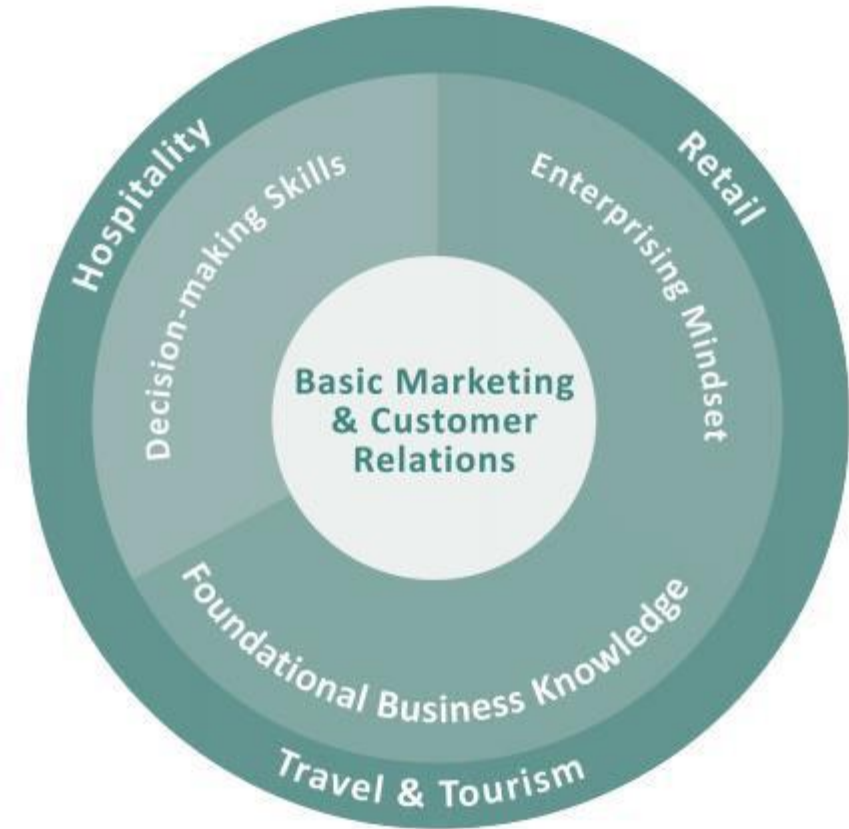 Hospitality
Retail
Decision-making Skills
Enterprising Mindset
Basic Marketing
& Customer
Relations
Foundational Business Knowledge
Travel & Tourism